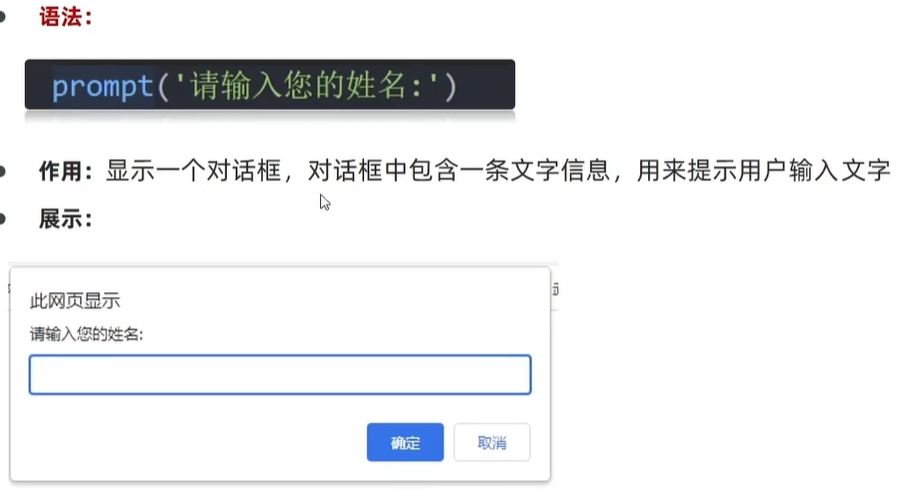 语法：
prompt('请输入您的姓名:')
作用：显示一个对话框，对话框中包含一条文字信息，用来提示用户输入文字
展示：
此网页显示
请输入您的姓名:
确定 取消